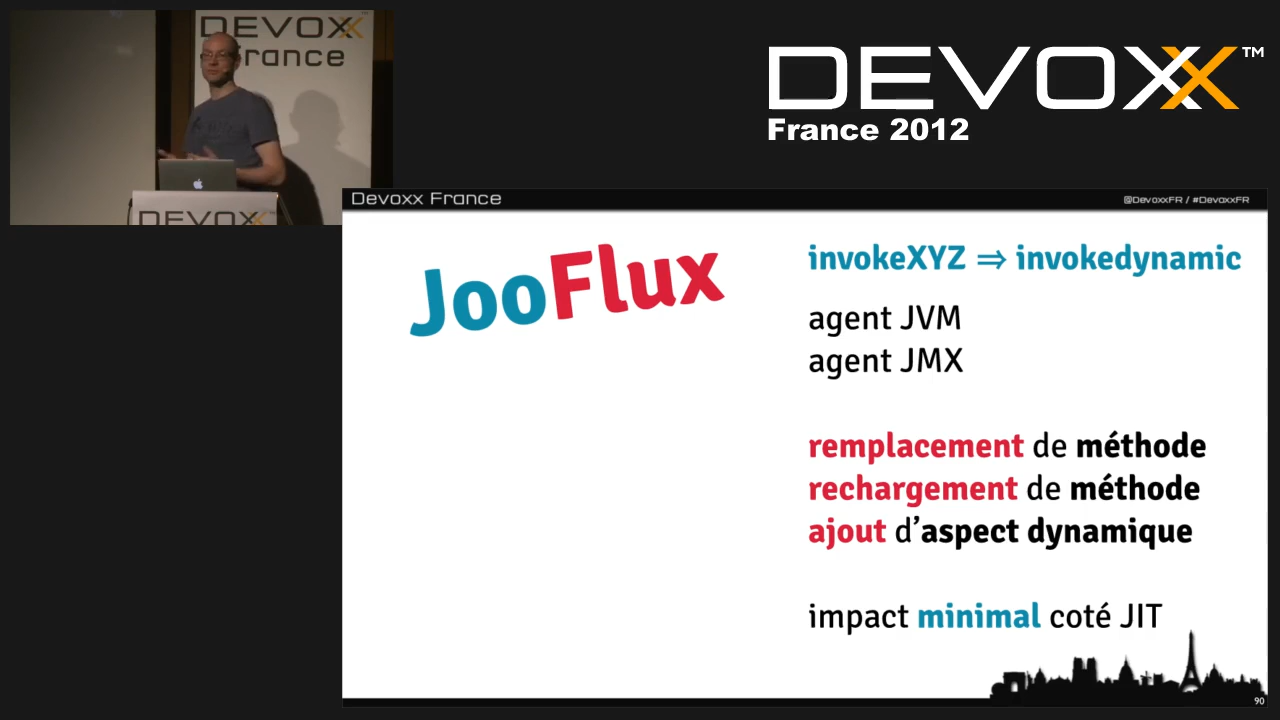 DEVOXX
France
DEVOXX
DEVOXX™
France 2012
Devoxx France
@DevoxxFR / #DevoxxFR
JooFlux
invokeXYZ ⇒ invokedynamic
agent JVM
agent JMX
remplacement de méthode
rechargement de méthode
ajout d’aspect dynamique
impact minimal coté JIT
90